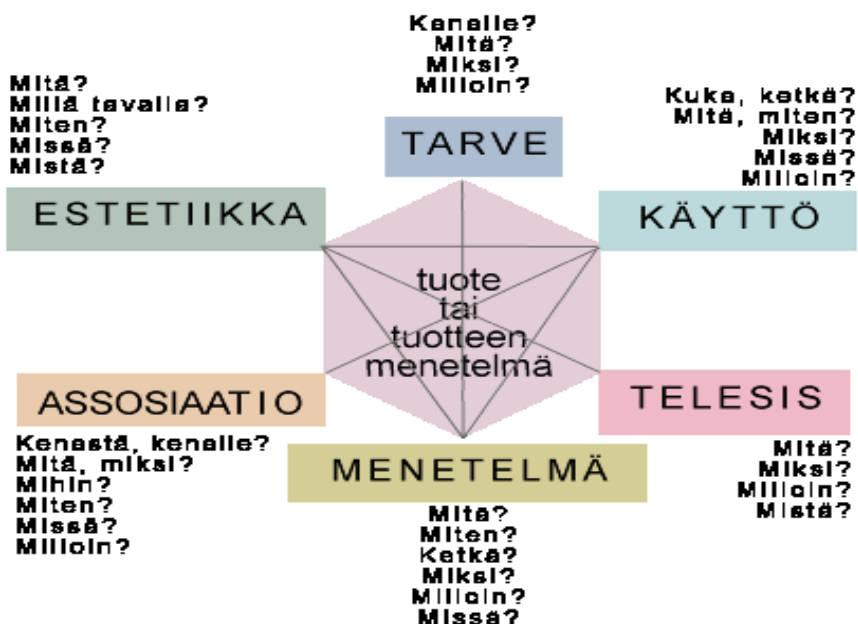 Kenelle?
Mitä?
Miksi?
Milloin?
TARVE
Mitä?
Millä tavalla?
Miten?
Missä?
Mistä?
ESTETIIKKA
Kuka, ketkä?
Mitä, miten?
Miksi?
Missä?
Milloin?
KÄYTTÖ
tuote
tai
tuotteen
menetelmä
ASSOSIAATIO
Kenestä, kenelle?
Mitä, miksi?
Mihin?
Miten?
Missä?
Milloin?
MENETELMÄ
Mitä?
Miten?
Ketkä?
Miksi?
Milloin?
Missä?
TELESIS
Mitä?
Miksi?
Milloin?
Mistä?